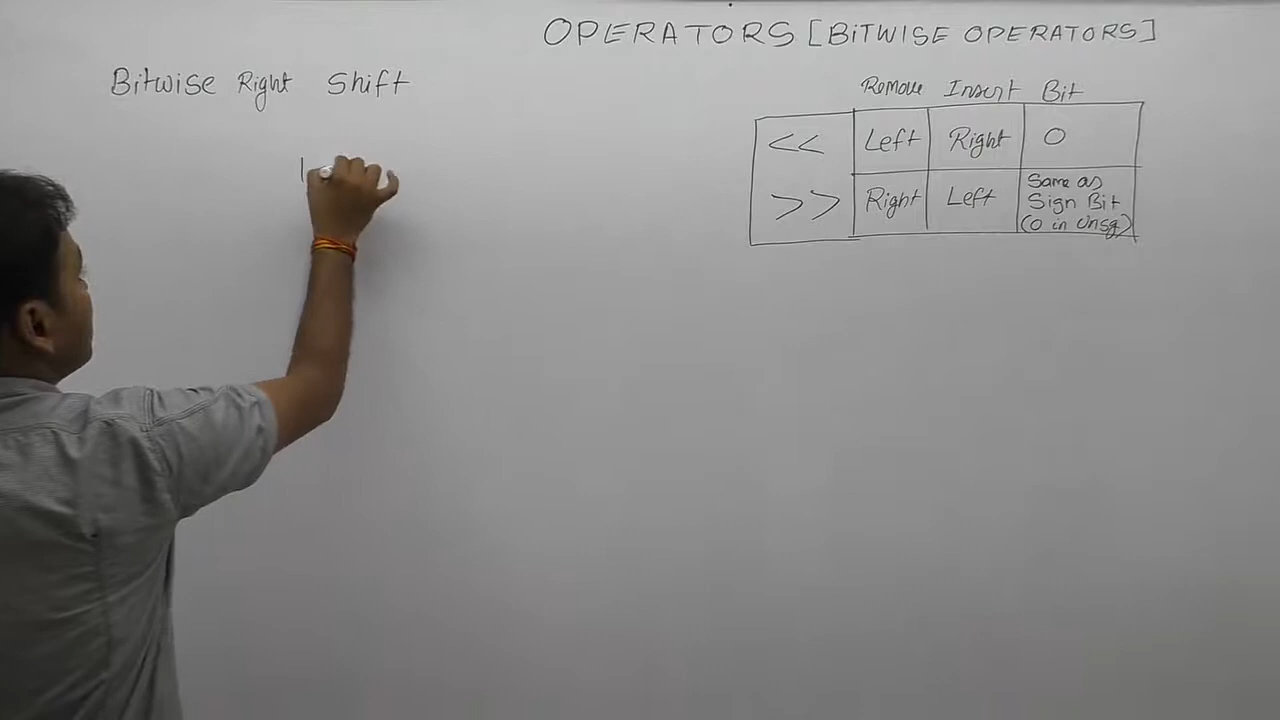 OPERATORS [BITWISE OPERATORS]
Bitwise Right Shift
Remove Insert Bit
<< Left Right 0
>> Right Left Same as Sign Bit (0 in Unsg)